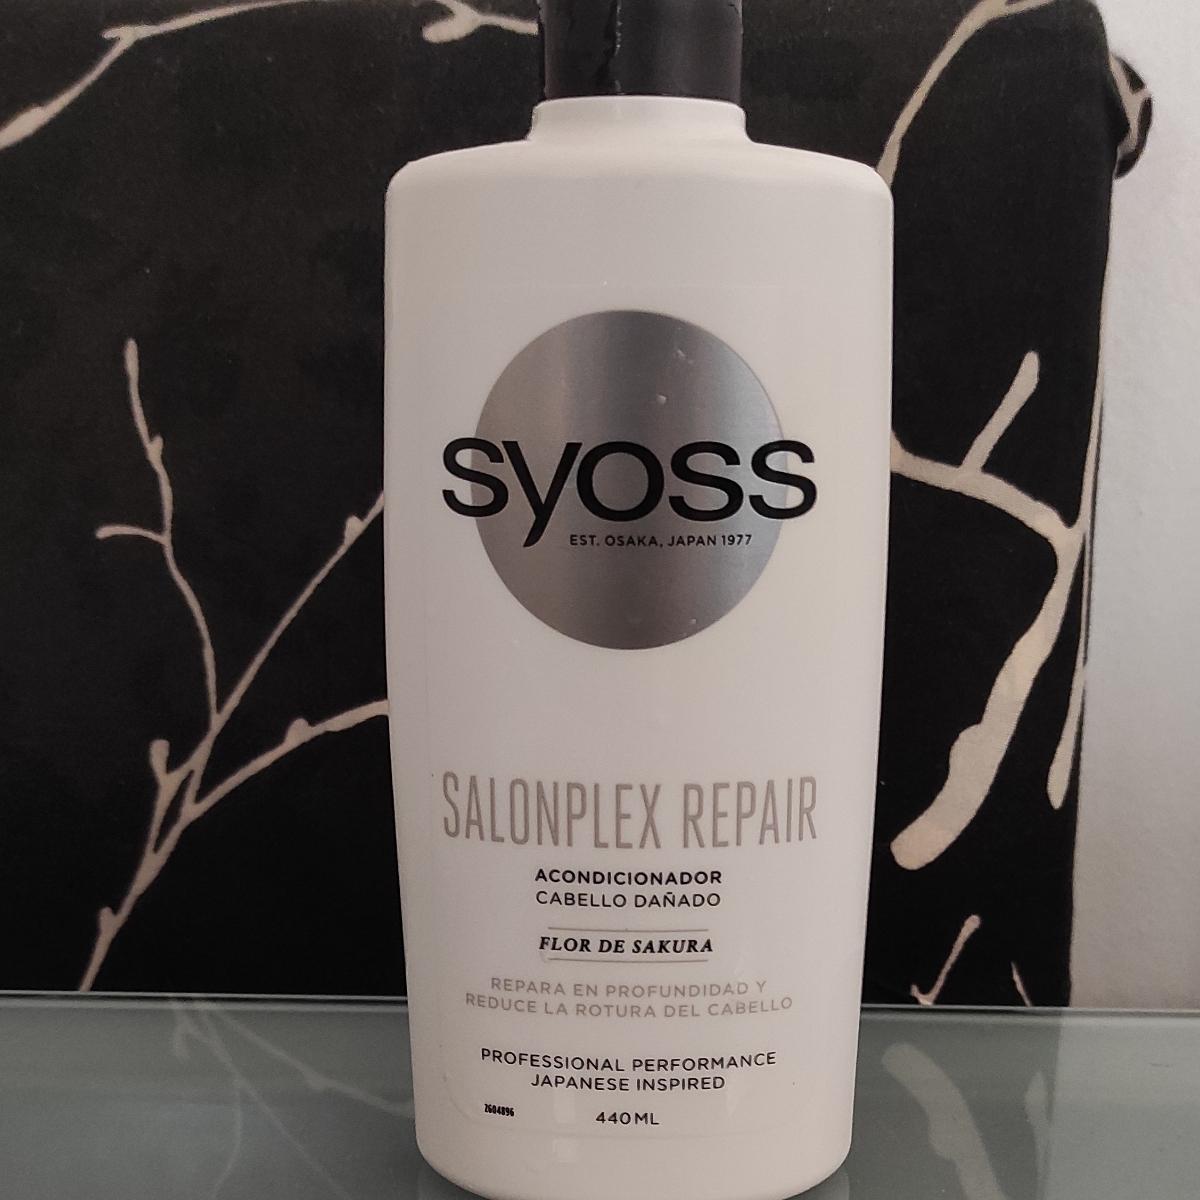 syoss
EST. OSAKA, JAPAN 1977
SALONPLEX REPAIR
ACONDICIONADOR
CABELLO DAÑADO
FLOR DE SAKURA
REPARA EN PROFUNDIDAD Y
REDUCE LA ROTURA DEL CABELLO
PROFESSIONAL PERFORMANCE
JAPANESE INSPIRED
2604896
440ML